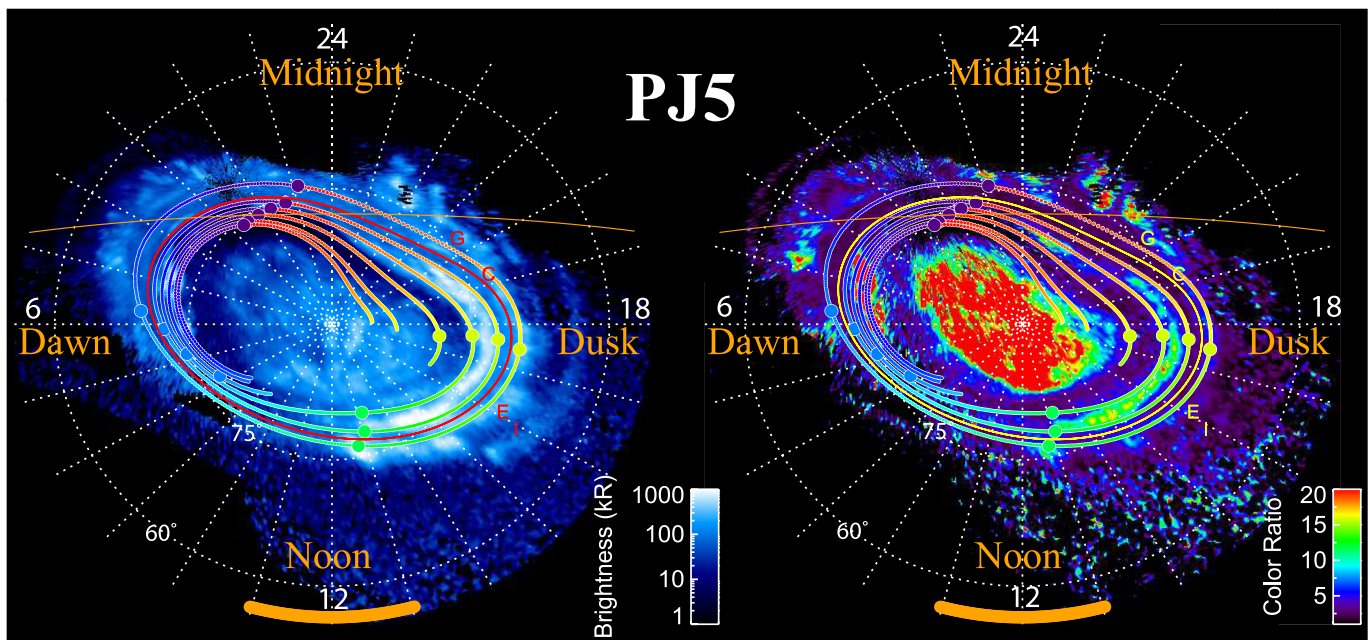 PJ5
24
Midnight
6
Dawn
18
Dusk
G
C
E
I
75°
60°
Noon
12
Brightness (kR)
1000
100
10
1
24
Midnight
6
Dawn
18
Dusk
G
C
E
I
75°
60°
Noon
12
Color Ratio
20
15
10
5